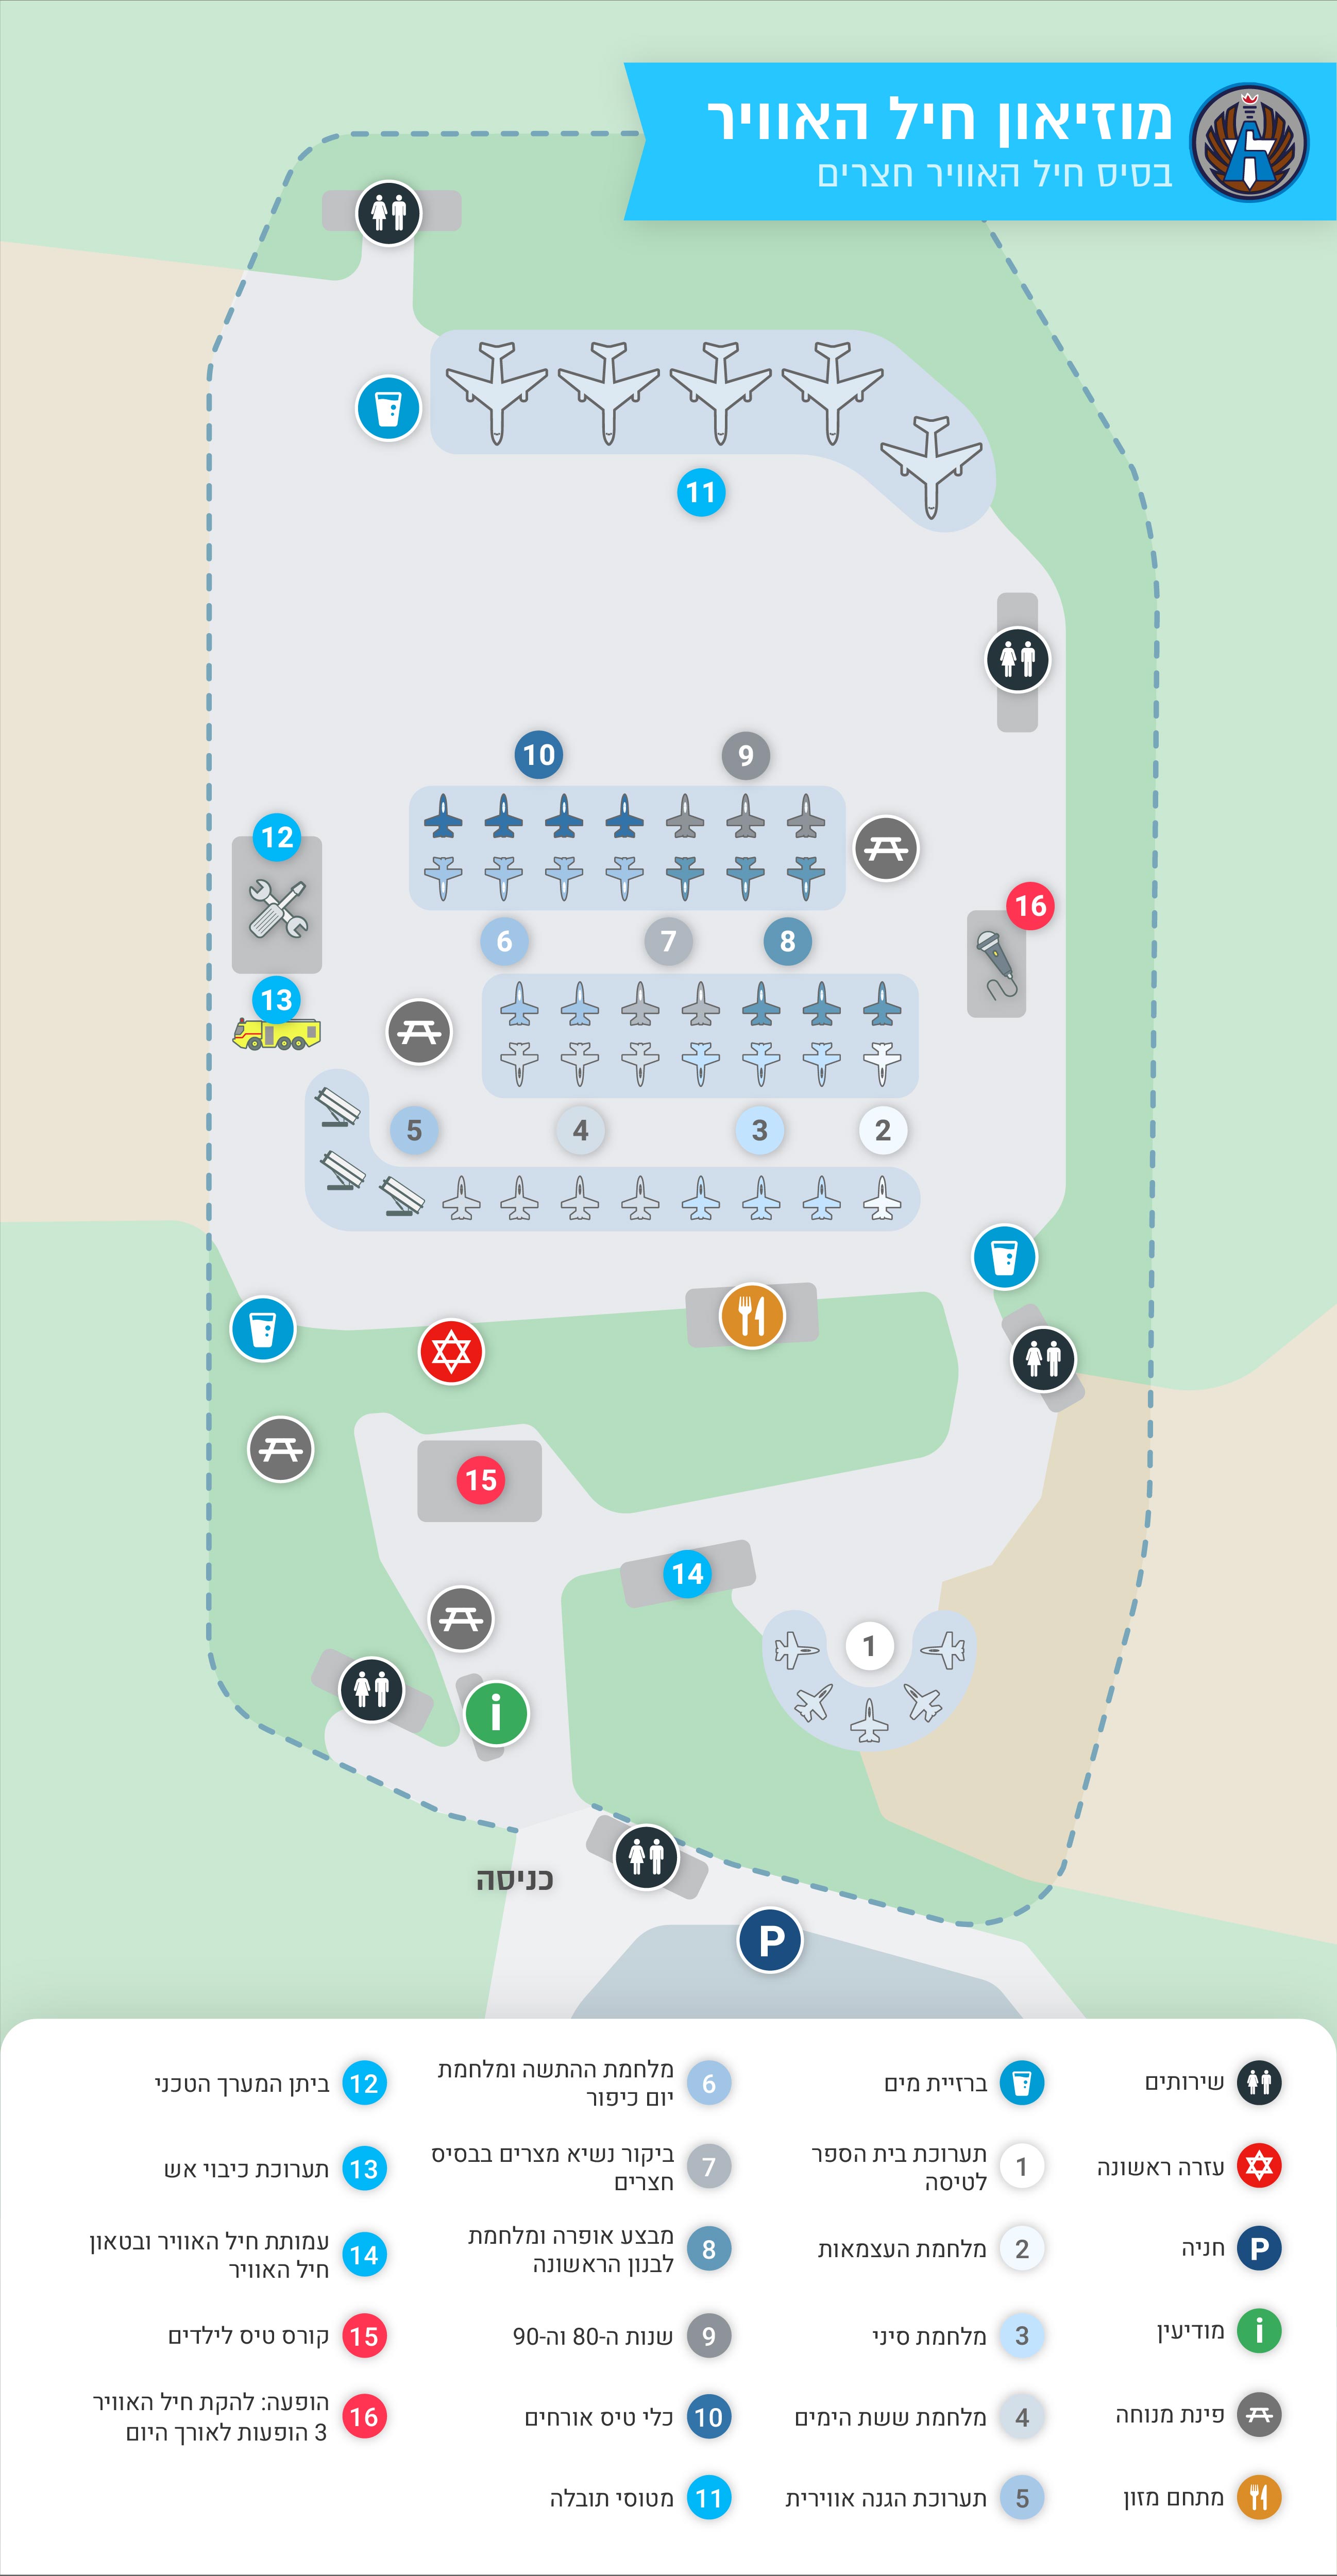 מוזיאון חיל האוויר
בסיס חיל האוויר חצרים
11
10
9
12
16
6
7
8
13
5
4
3
2
15
14
1
i
כניסה
P
שירותים
עזרה ראשונה
P חניה
i מודיעין
פינת מנוחה
מתחם מזון
ברזיית מים
1 תערוכת בית הספר
לטיסה
2 מלחמת העצמאות
3 מלחמת סיני
4 מלחמת ששת הימים
5 תערוכת הגנה אווירית
6 מלחמת ההתשה ומלחמת
יום כיפור
7 ביקור נשיא מצרים בבסיס
חצרים
8 מבצע אופרה ומלחמת
לבנון הראשונה
9 שנות ה-80 וה-90
10 כלי טיס אורחים
11 מטוסי תובלה
12 ביתן המערך הטכני
13 תערוכת כיבוי אש
14 עמותת חיל האוויר ובטאון
חיל האוויר
15 קורס טיס לילדים
16 הופעה: להקת חיל האוויר
3 הופעות לאורך היום